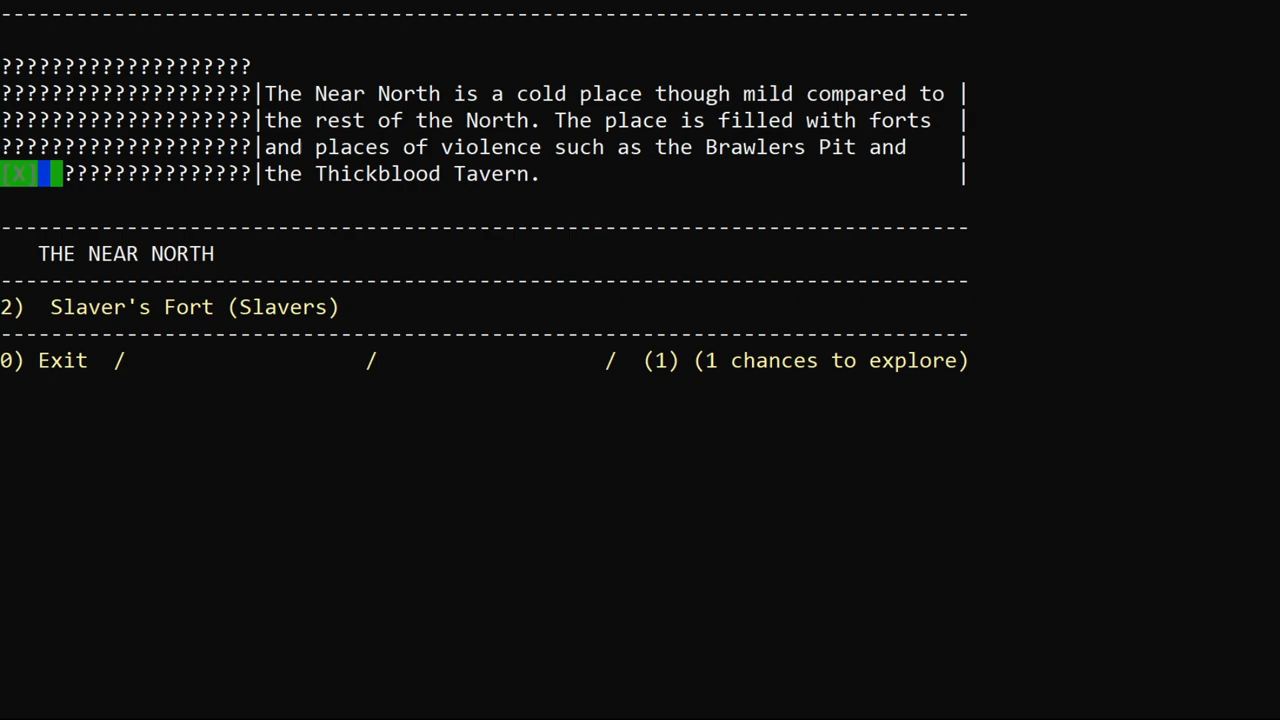 -----------------------------------------------------------------------------
????????????????????
????????????????????|The Near North is a cold place though mild compared to |
????????????????????|the rest of the North. The place is filled with forts  |
????????????????????|and places of violence such as the Brawlers Pit and    |
[X]  ???????????????|the Thickblood Tavern.                                  |
-----------------------------------------------------------------------------
   THE NEAR NORTH
-----------------------------------------------------------------------------
2)  Slaver's Fort (Slavers)
-----------------------------------------------------------------------------
0) Exit  /                   /                  /  (1) (1 chances to explore)